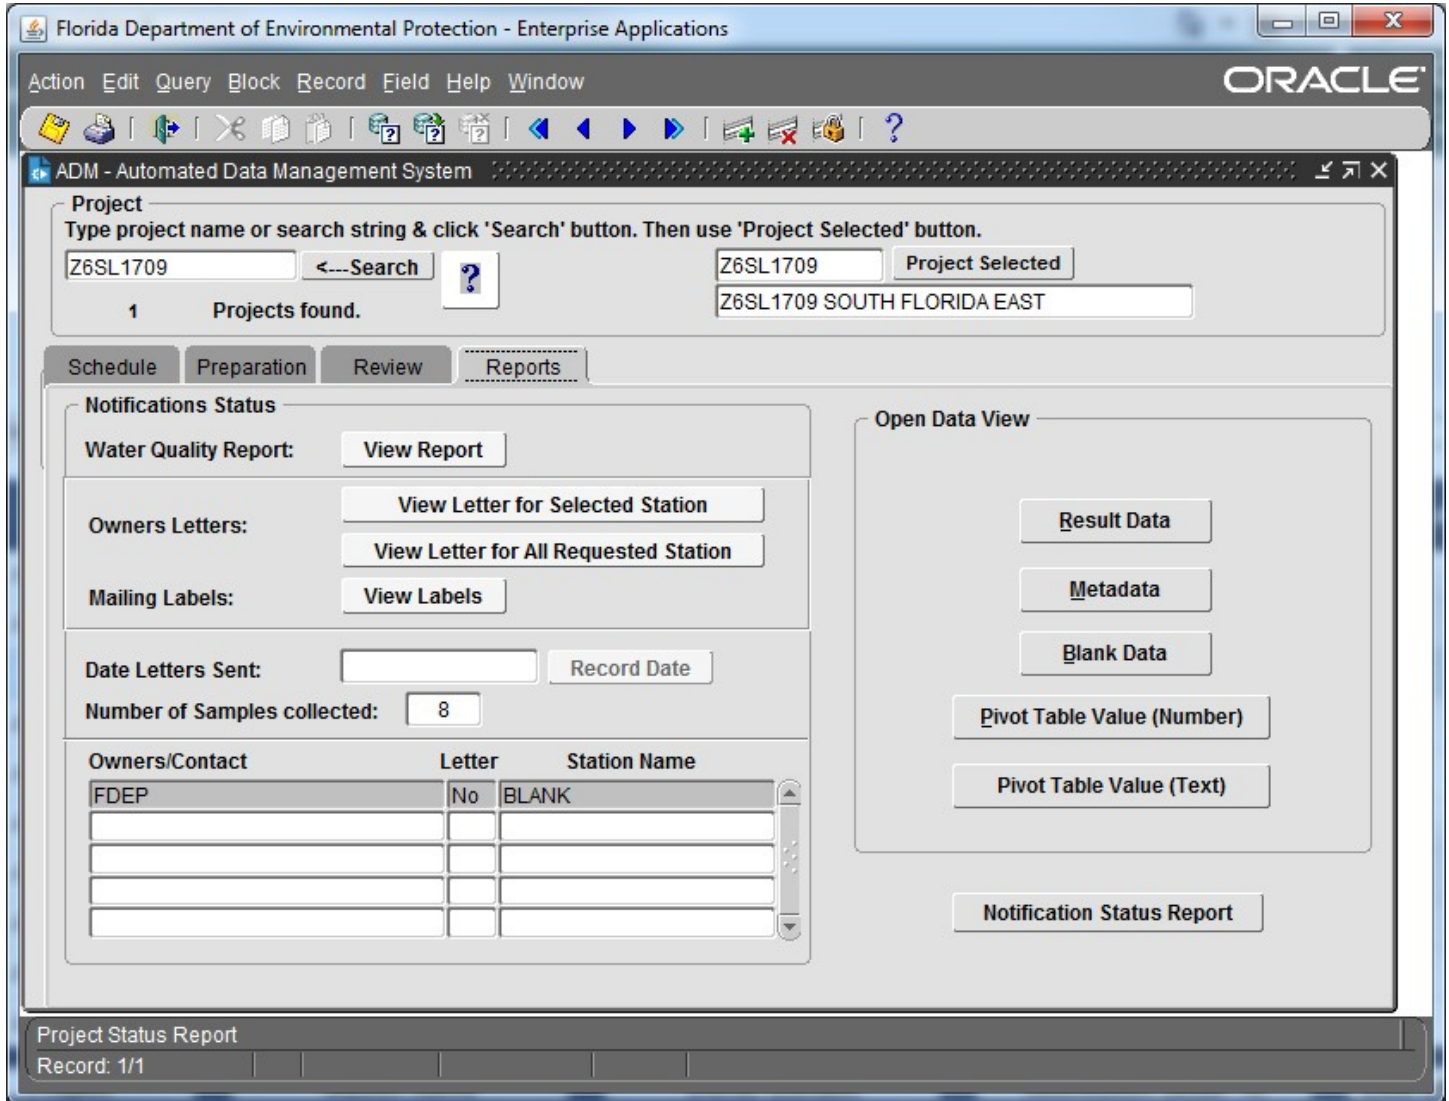 Florida Department of Environmental Protection - Enterprise Applications
Action Edit Query Block Record Field Help Window
ORACLE
ADM - Automated Data Management System
Project
Type project name or search string & click 'Search' button. Then use 'Project Selected' button.
Z6SL1709 <---Search ? Z6SL1709 Project Selected
1 Projects found. Z6SL1709 SOUTH FLORIDA EAST
Schedule Preparation Review Reports
Notifications Status
Water Quality Report: View Report
Owners Letters: View Letter for Selected Station
View Letter for All Requested Station
Mailing Labels: View Labels
Date Letters Sent: Record Date
Number of Samples collected: 8
Owners/Contact Letter Station Name
FDEP No BLANK
Open Data View
Result Data
Metadata
Blank Data
Pivot Table Value (Number)
Pivot Table Value (Text)
Notification Status Report
Project Status Report
Record: 1/1